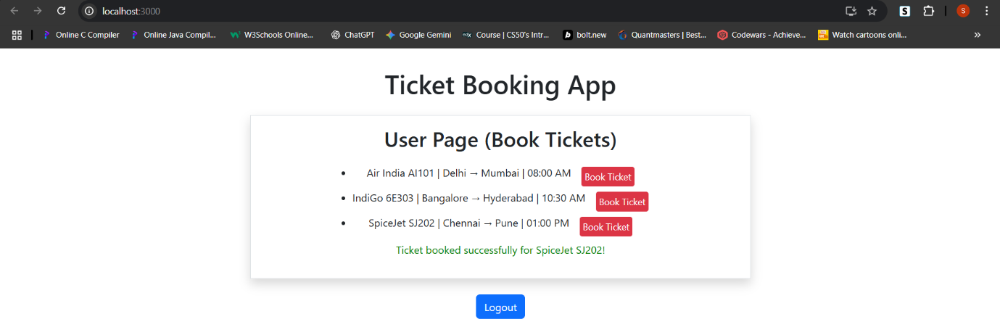 localhost:3000
S
S
Online C Compiler
Online Java Compil...
W3Schools Online...
ChatGPT
Google Gemini
edx Course | CS50's Intr...
b bolt.new
Quantmasters | Best...
Codewars - Achieve...
Watch cartoons onli...
»
Ticket Booking App
User Page (Book Tickets)
• Air India AI101 | Delhi → Mumbai | 08:00 AM Book Ticket
• IndiGo 6E303 | Bangalore → Hyderabad | 10:30 AM Book Ticket
• SpiceJet SJ202 | Chennai → Pune | 01:00 PM Book Ticket
Ticket booked successfully for SpiceJet SJ202!
Logout